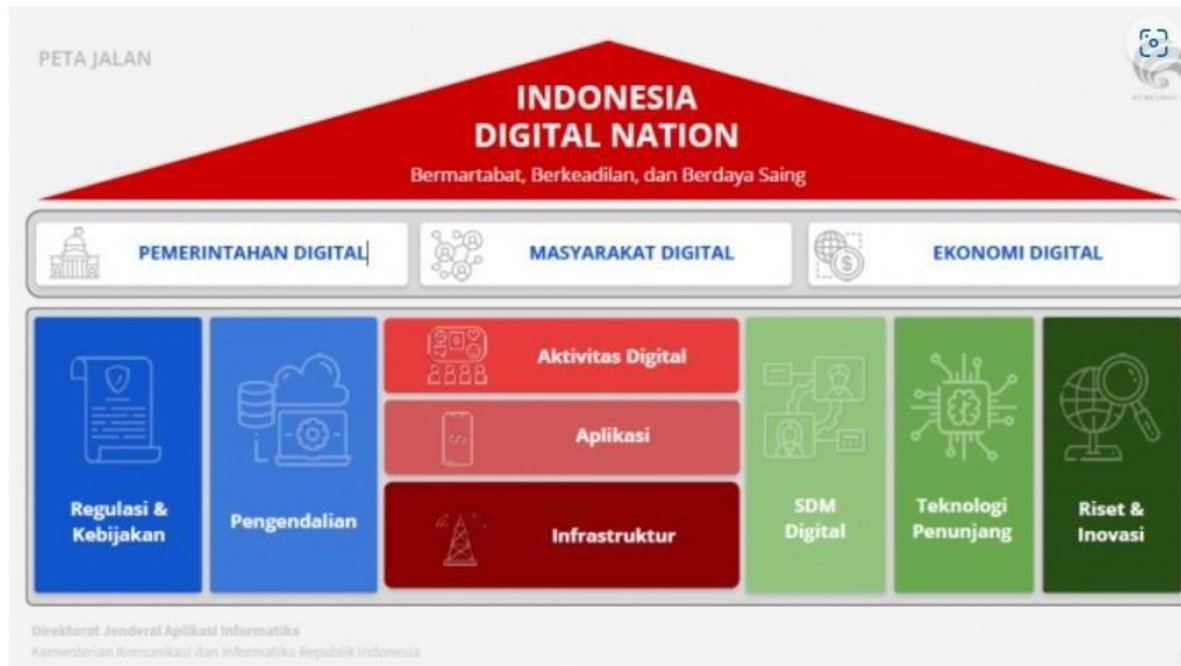 PETA JALAN
INDONESIA
DIGITAL NATION
Bermartabat, Berkeadilan, dan Berdaya Saing
PEMERINTAHAN DIGITAL
MASYARAKAT DIGITAL
EKONOMI DIGITAL
Regulasi &
Kebijakan
Pengendalian
Aktivitas Digital
Aplikasi
Infrastruktur
SDM
Digital
Teknologi
Penunjang
Riset &
Inovasi
Direktorat Jenderal Aplikasi Informatika
Kementerian Komunikasi dan Informatika Republik Indonesia